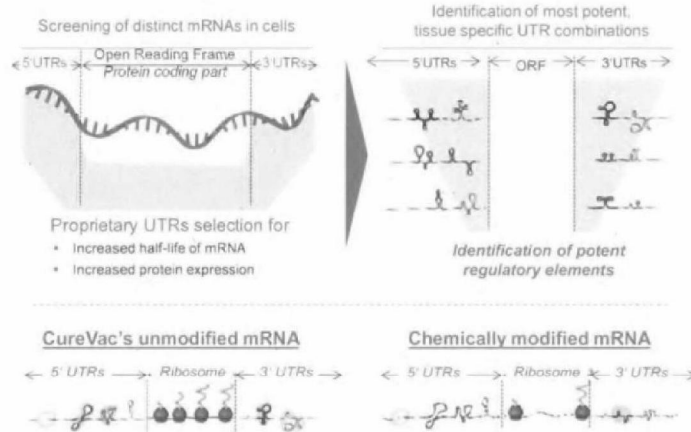 Screening of distinct mRNAs in cells
5'UTRs
Open Reading Frame
Protein coding part
3'UTRs
Proprietary UTRs selection for
• Increased half-life of mRNA
• Increased protein expression
Identification of most potent,
tissue specific UTR combinations
5'UTRs
ORF
3'UTRs
Identification of potent
regulatory elements
CureVac's unmodified mRNA
5' UTRs
Ribosome
3' UTRs
Chemically modified mRNA
5' UTRs
Ribosome
3' UTRs